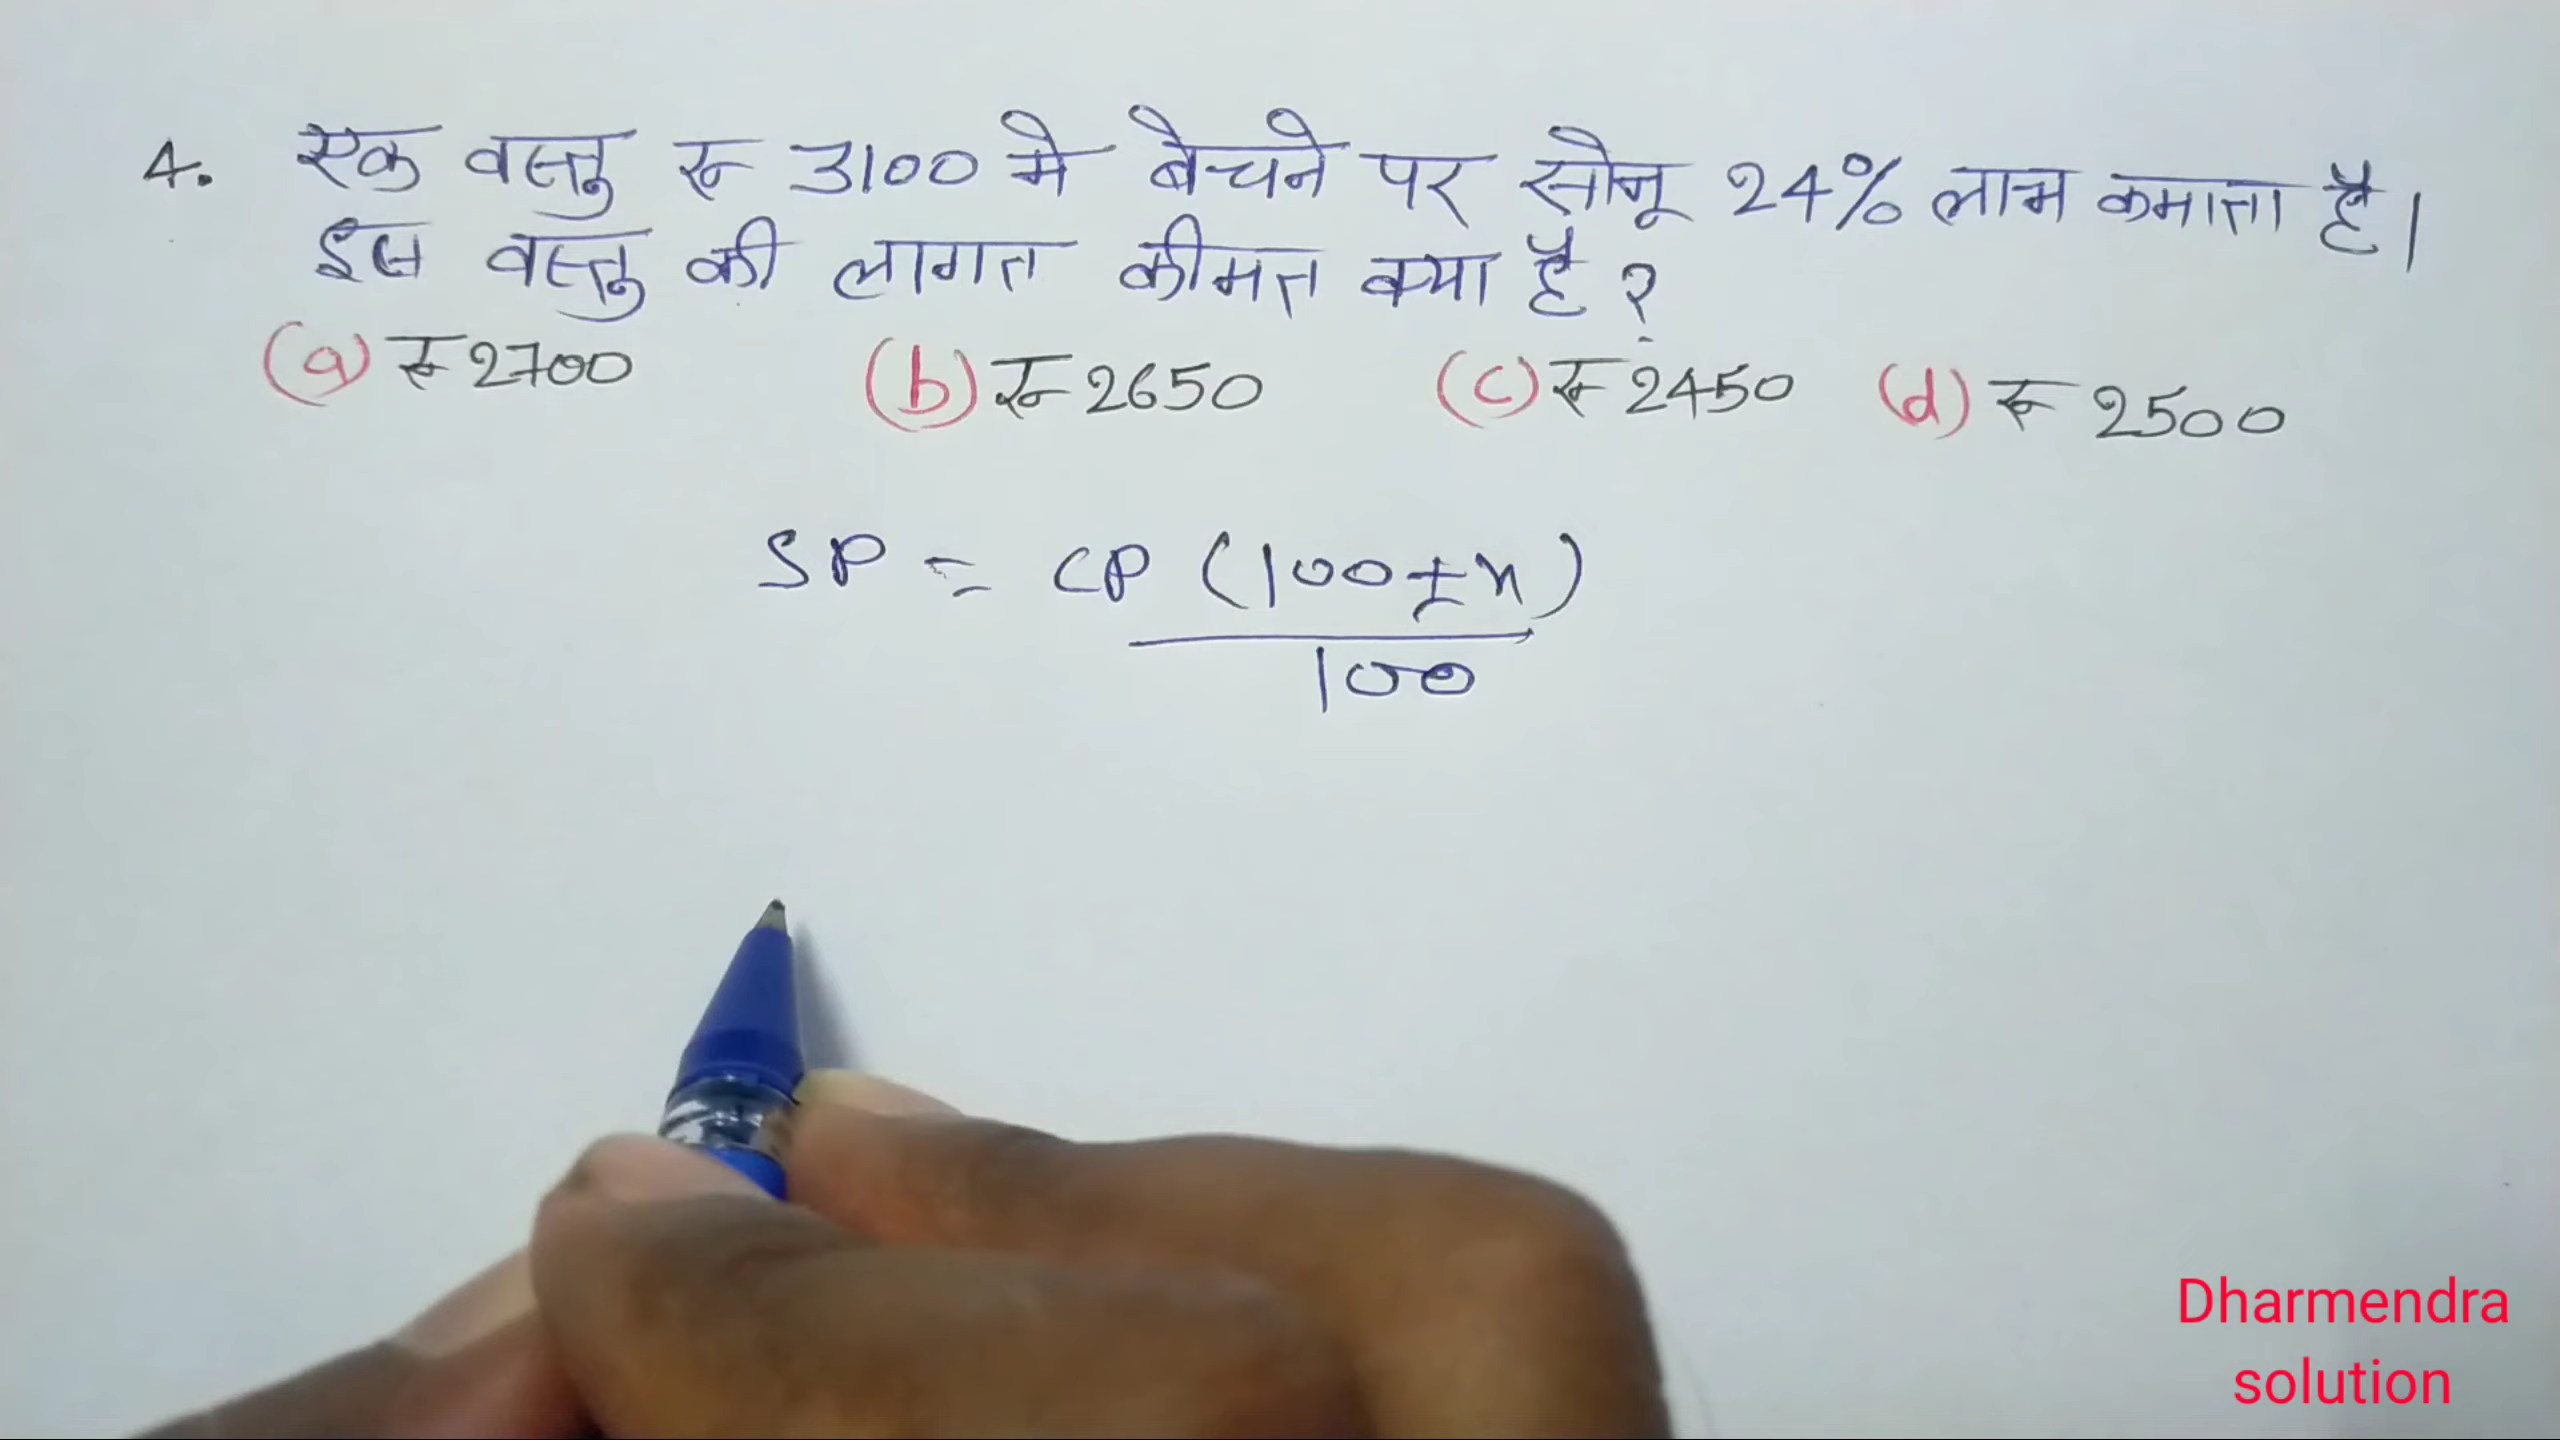 4. एक वस्तु रू 3100 मे बेचने पर सोनू 24% लाभ कमाता है।
इस वस्तु की लागत कीमत क्या है ?
(a) रू 2700 (b) रू 2650 (c) रू 2450 (d) रू 2500
SP = CP (100 ± x)
100
Dharmendra
solution